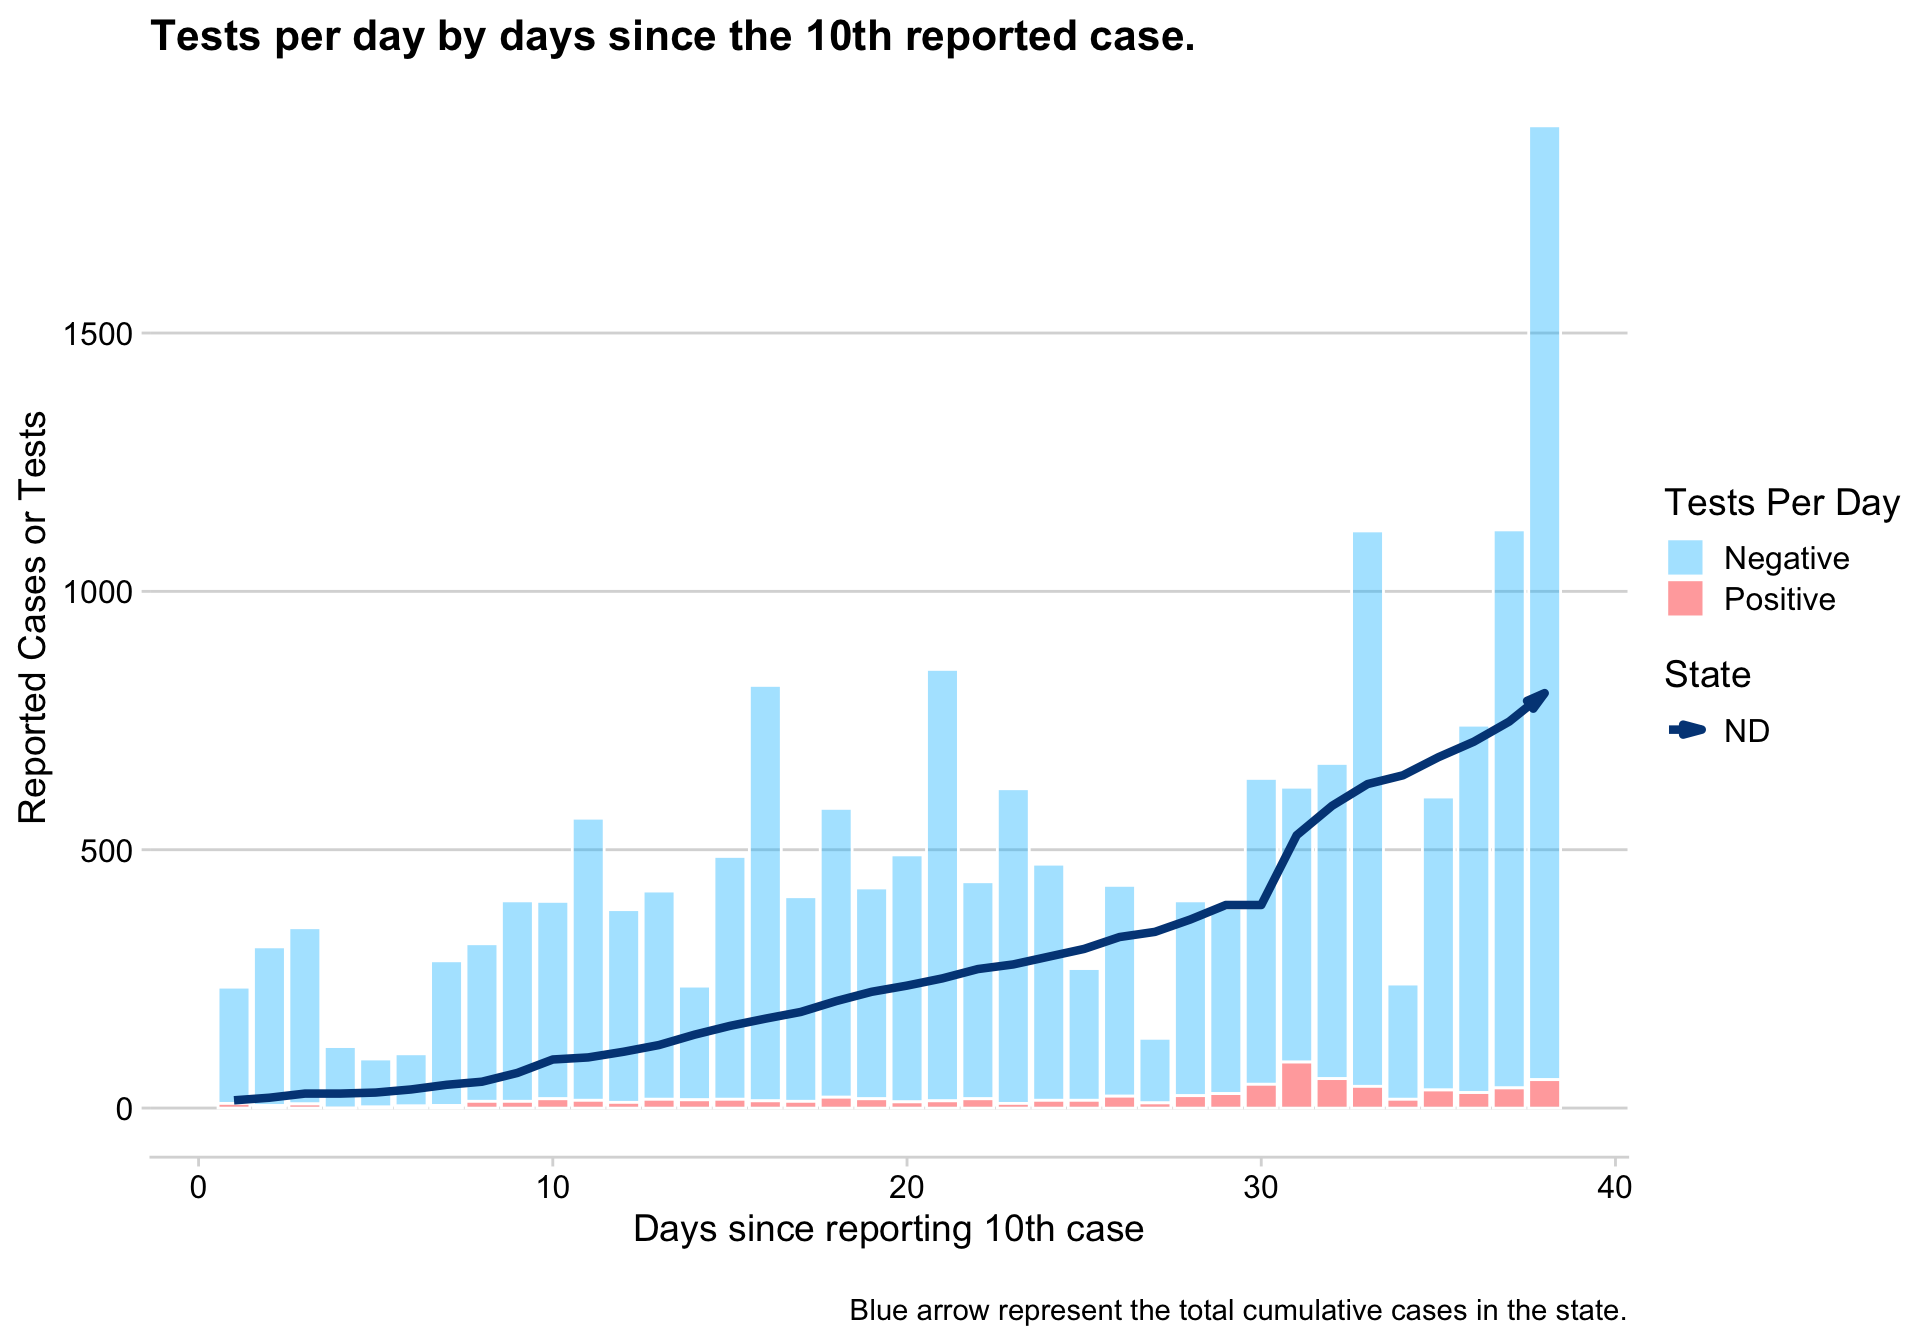 Tests per day by days since the 10th reported case.
1500
1000
500
0
Reported Cases or Tests
0 10 20 30 40
Days since reporting 10th case
Tests Per Day
Negative
Positive
State
ND
Blue arrow represent the total cumulative cases in the state.